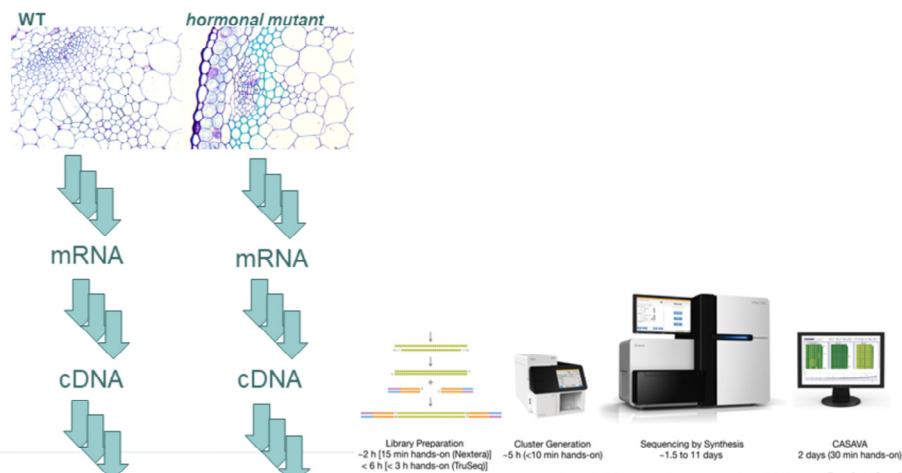 WT
hormonal mutant
mRNA
mRNA
cDNA
cDNA
+
Library Preparation
~2 h [15 min hands-on (Nextera)]
< 6 h [< 3 h hands-on (TruSeq)]
Cluster Generation
~5 h (<10 min hands-on)
Sequencing by Synthesis
~1.5 to 11 days
CASAVA
2 days (30 min hands-on)